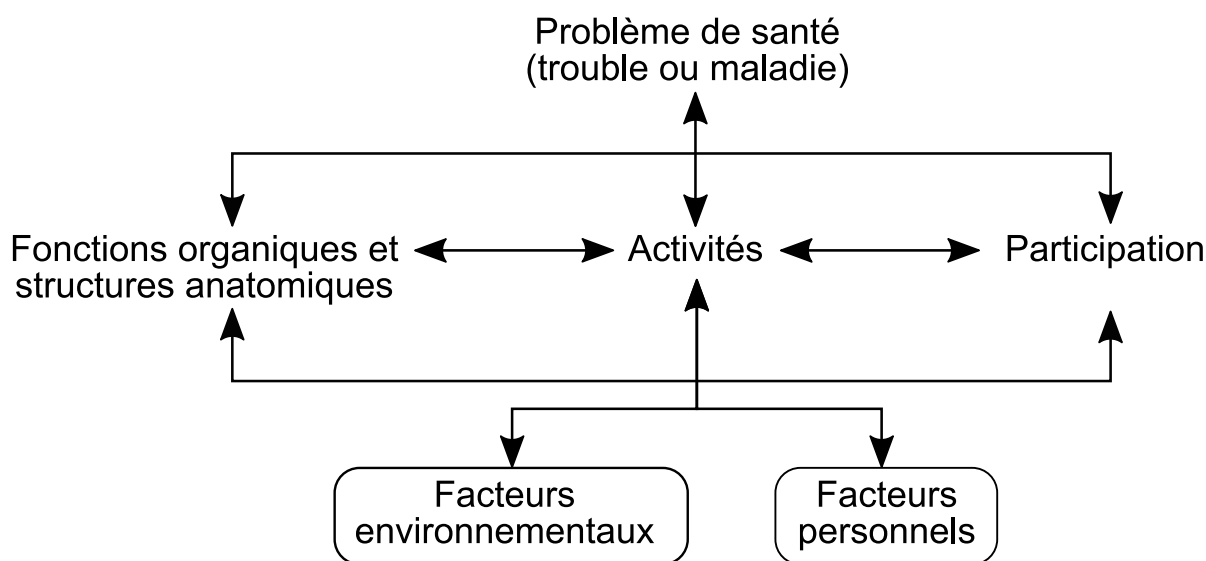 Problème de santé
(trouble ou maladie)
Fonctions organiques et
structures anatomiques
Activités
Participation
Facteurs
environnementaux
Facteurs
personnels